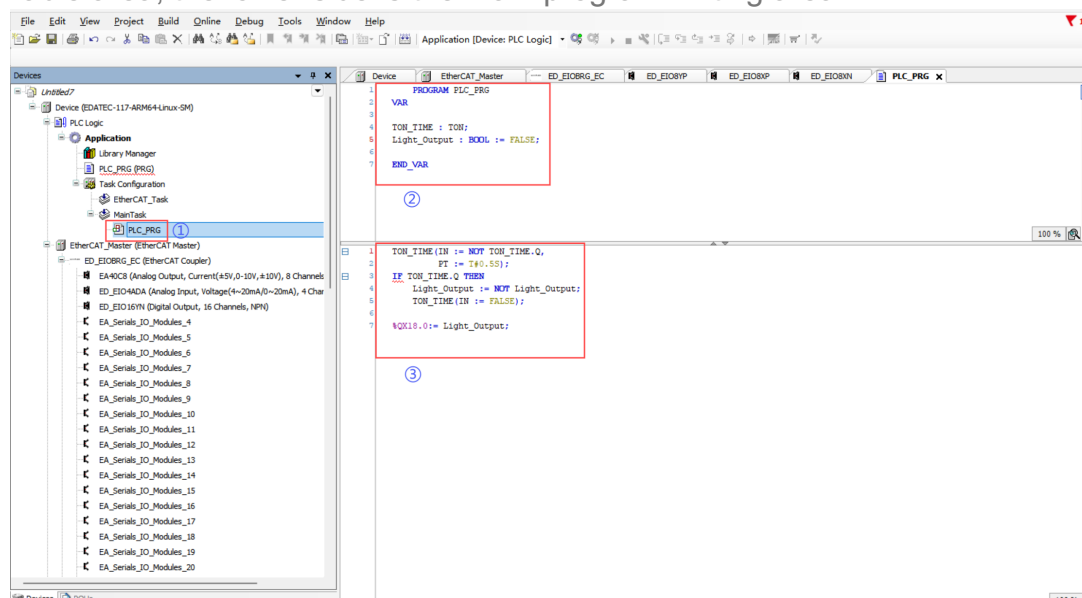 File Edit View Project Build Online Debug Tools Window Help
Application [Device: PLC Logic]
Devices
Device EtherCAT_Master ED_EIOBRG_EC ED_EIO8YP ED_EIO8XP ED_EIO8XN PLC_PRG
Untitled7
Device (EDATEC-117-ARM64-Linux-SM)
PLC Logic
Application
Library Manager
PLC_PRG (PRG)
Task Configuration
EtherCAT_Task
MainTask
PLC_PRG ①
EtherCAT_Master (EtherCAT Master)
ED_EIOBRG_EC (EtherCAT Coupler)
EA40C8 (Analog Output, Current(±5V,0-10V,±10V), 8 Channels
ED_EIO4ADA (Analog Input, Voltage(4~20mA/0~20mA), 4 Char
ED_EIO16YN (Digital Output, 16 Channels, NPN)
EA_Serials_IO_Modules_4
EA_Serials_IO_Modules_5
EA_Serials_IO_Modules_6
EA_Serials_IO_Modules_7
EA_Serials_IO_Modules_8
EA_Serials_IO_Modules_9
EA_Serials_IO_Modules_10
EA_Serials_IO_Modules_11
EA_Serials_IO_Modules_12
EA_Serials_IO_Modules_13
EA_Serials_IO_Modules_14
EA_Serials_IO_Modules_15
EA_Serials_IO_Modules_16
EA_Serials_IO_Modules_17
EA_Serials_IO_Modules_18
EA_Serials_IO_Modules_19
EA_Serials_IO_Modules_20
1 PROGRAM PLC_PRG
2 VAR
3
4 TON_TIME : TON;
5 Light_Output : BOOL := FALSE;
6
7 END_VAR
②
100 %
1 TON_TIME(IN := NOT TON_TIME.Q,
2 PT := T#0.5S);
3 IF TON_TIME.Q THEN
4 Light_Output := NOT Light_Output;
5 TON_TIME(IN := FALSE);
6
7 %QX18.0:= Light_Output;
③